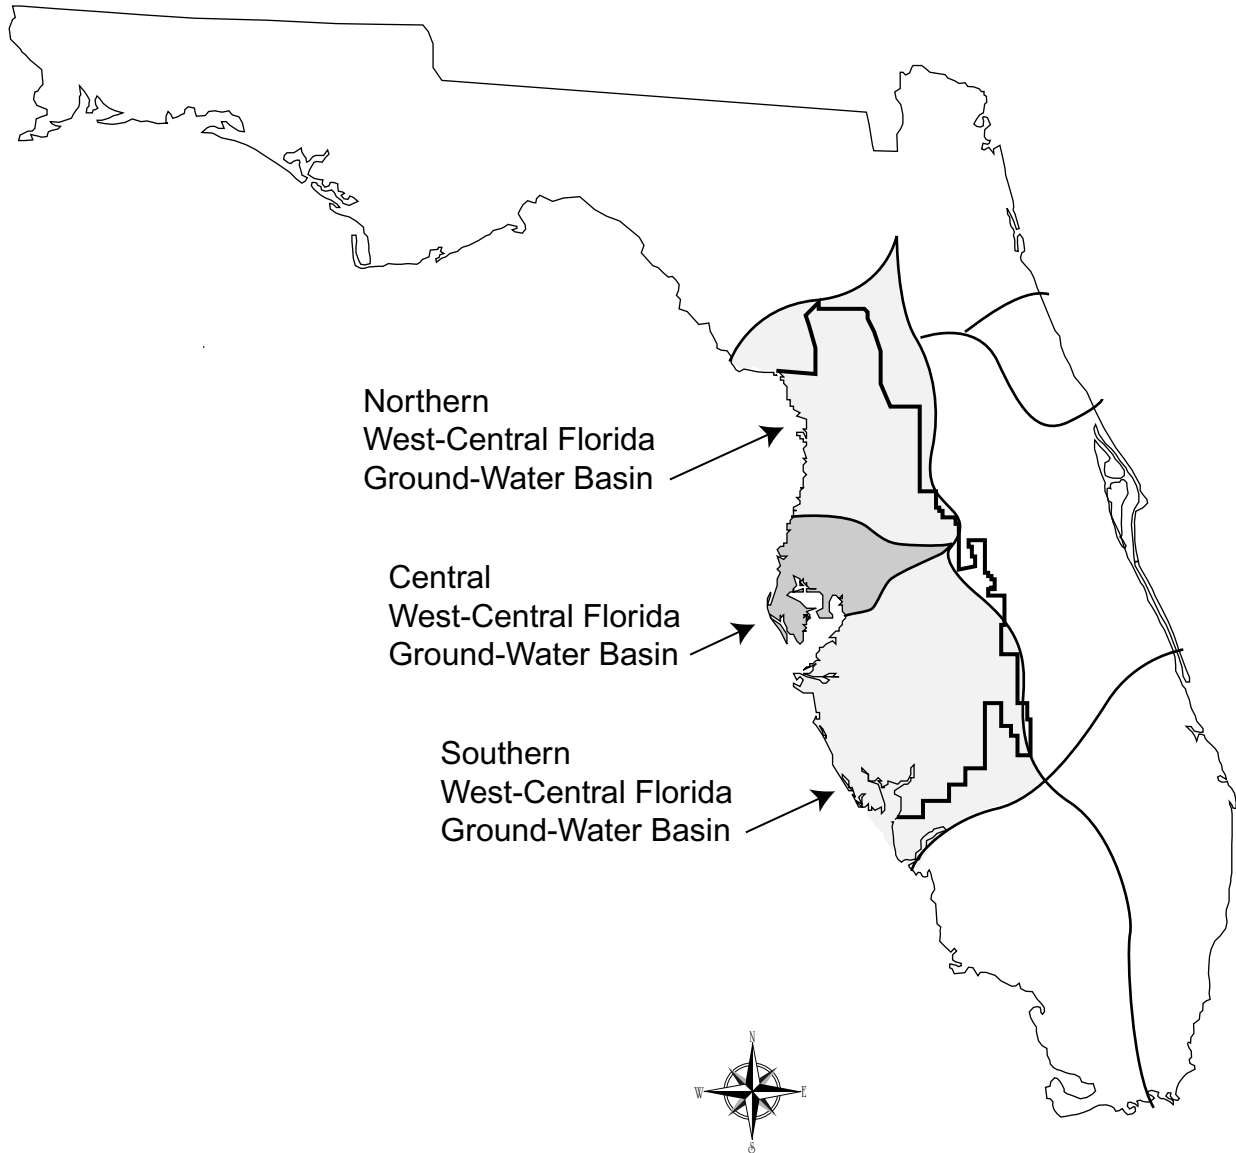 Northern
West-Central Florida
Ground-Water Basin
Central
West-Central Florida
Ground-Water Basin
Southern
West-Central Florida
Ground-Water Basin
N
W E
S